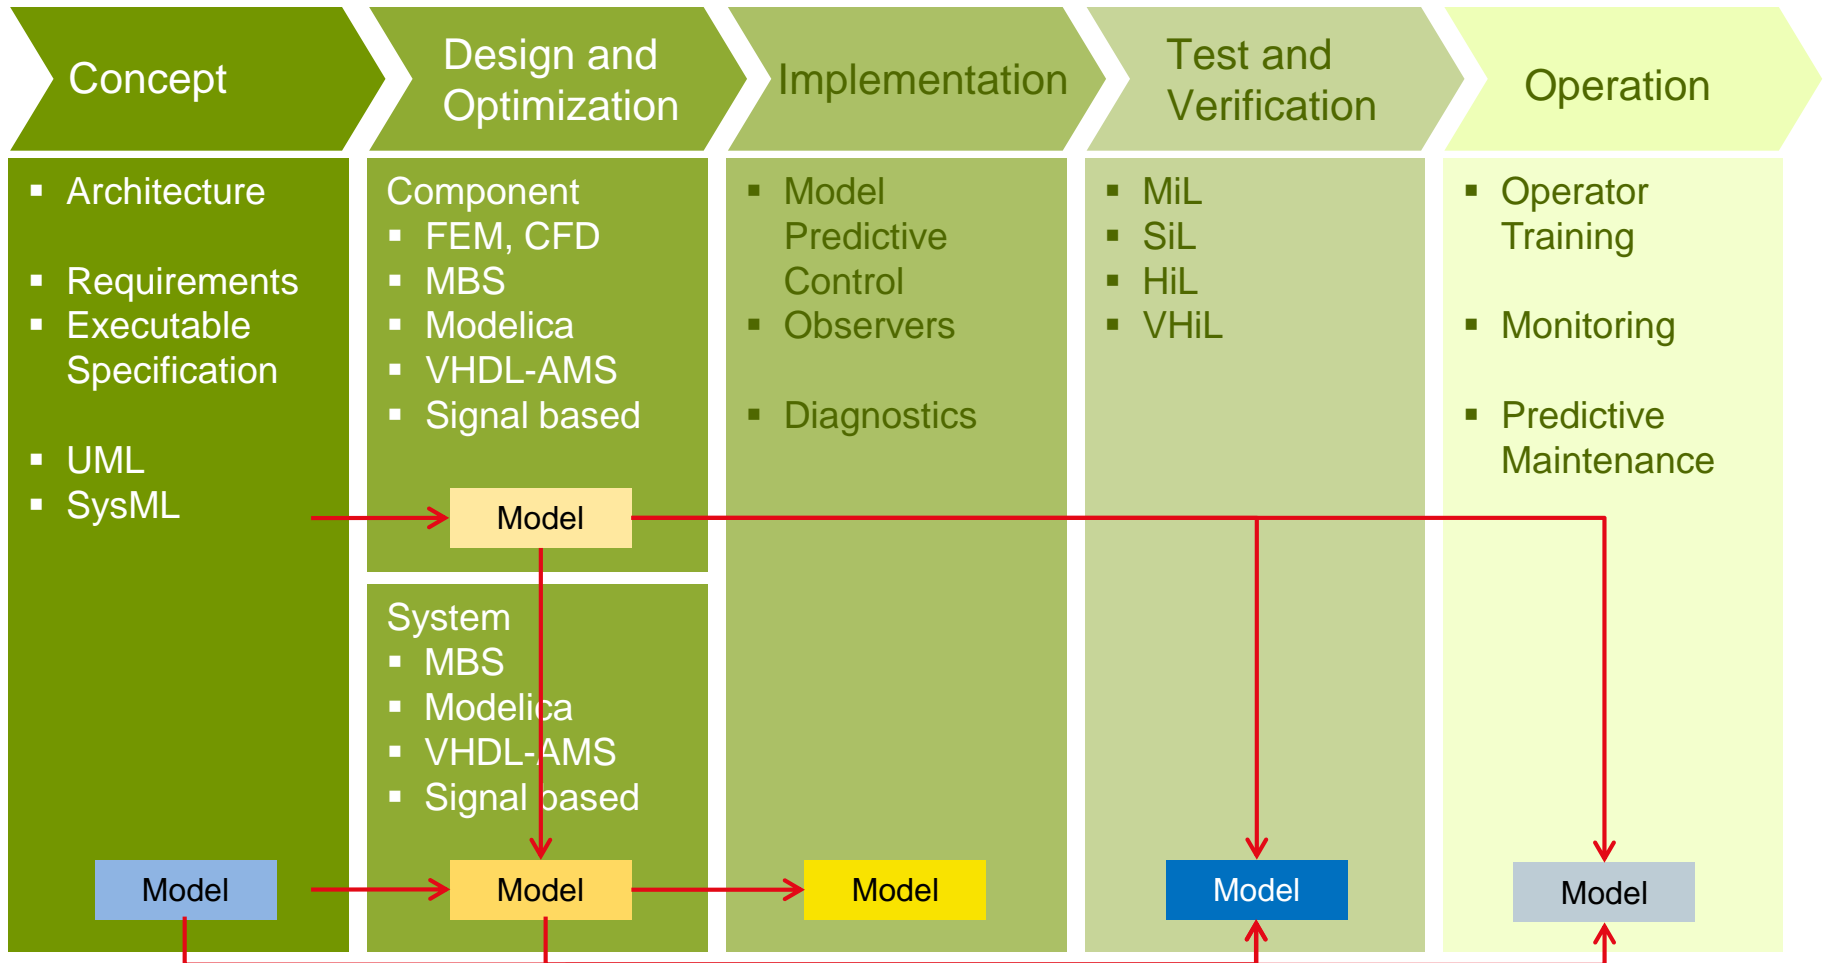 Concept
Design and
Optimization
Implementation
Test and
Verification
Operation
Architecture
Requirements
Executable
Specification
UML
SysML
Model
Component
FEM, CFD
MBS
Modelica
VHDL-AMS
Signal based
Model
System
MBS
Modelica
VHDL-AMS
Signal based
Model
Model
Predictive
Control
Observers
Diagnostics
Model
MiL
SiL
HiL
VHiL
Model
Operator
Training
Monitoring
Predictive
Maintenance
Model